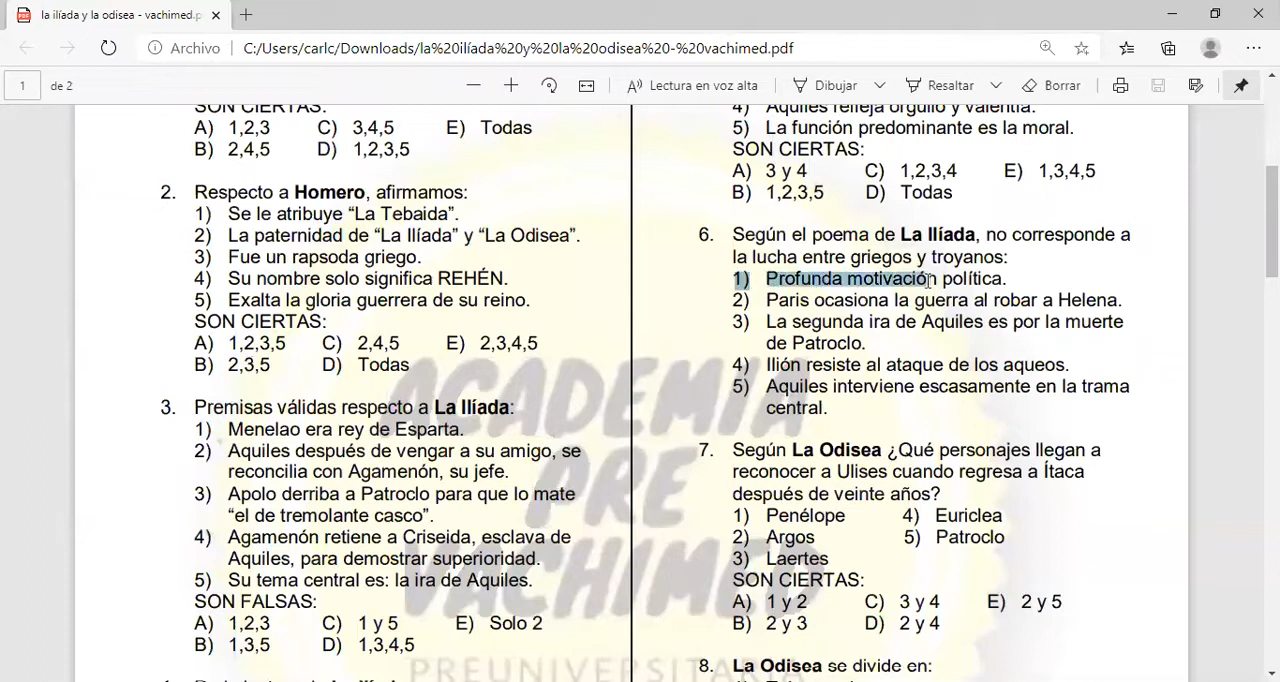 la ilíada y la odisea - vachimed.p
Archivo
C:/Users/carlc/Downloads/la%20ilíada%20y%20la%20odisea%20-%20vachimed.pdf
1 de 2
Lectura en voz alta
Dibujar
Resaltar
Borrar
SON CIERTAS:
A) 1,2,3 C) 3,4,5 E) Todas
B) 2,4,5 D) 1,2,3,5
2. Respecto a Homero, afirmamos:
1) Se le atribuye “La Tebaida”.
2) La paternidad de “La Ilíada” y “La Odisea”.
3) Fue un rapsoda griego.
4) Su nombre solo significa REHÉN.
5) Exalta la gloria guerrera de su reino.
SON CIERTAS:
A) 1,2,3,5 C) 2,4,5 E) 2,3,4,5
B) 2,3,5 D) Todas
3. Premisas válidas respecto a La Ilíada:
1) Menelao era rey de Esparta.
2) Aquiles después de vengar a su amigo, se
reconcilia con Agamenón, su jefe.
3) Apolo derriba a Patroclo para que lo mate
“el de tremolante casco”.
4) Agamenón retiene a Criseida, esclava de
Aquiles, para demostrar superioridad.
5) Su tema central es: la ira de Aquiles.
SON FALSAS:
A) 1,2,3 C) 1 y 5 E) Solo 2
B) 1,3,5 D) 1,3,4,5
4) Aquiles refleja orgullo y valentía.
5) La función predominante es la moral.
SON CIERTAS:
A) 3 y 4 C) 1,2,3,4 E) 1,3,4,5
B) 1,2,3,5 D) Todas
6. Según el poema de La Ilíada, no corresponde a
la lucha entre griegos y troyanos:
1) Profunda motivación política.
2) Paris ocasiona la guerra al robar a Helena.
3) La segunda ira de Aquiles es por la muerte
de Patroclo.
4) Ilión resiste al ataque de los aqueos.
5) Aquiles interviene escasamente en la trama
central.
7. Según La Odisea ¿Qué personajes llegan a
reconocer a Ulises cuando regresa a Ítaca
después de veinte años?
1) Penélope 4) Euriclea
2) Argos 5) Patroclo
3) Laertes
SON CIERTAS:
A) 1 y 2 C) 3 y 4 E) 2 y 5
B) 2 y 3 D) 2 y 4
8. La Odisea se divide en:
ACADEMIA
PRE
VACHIMED
PREUNIVERSITARIA